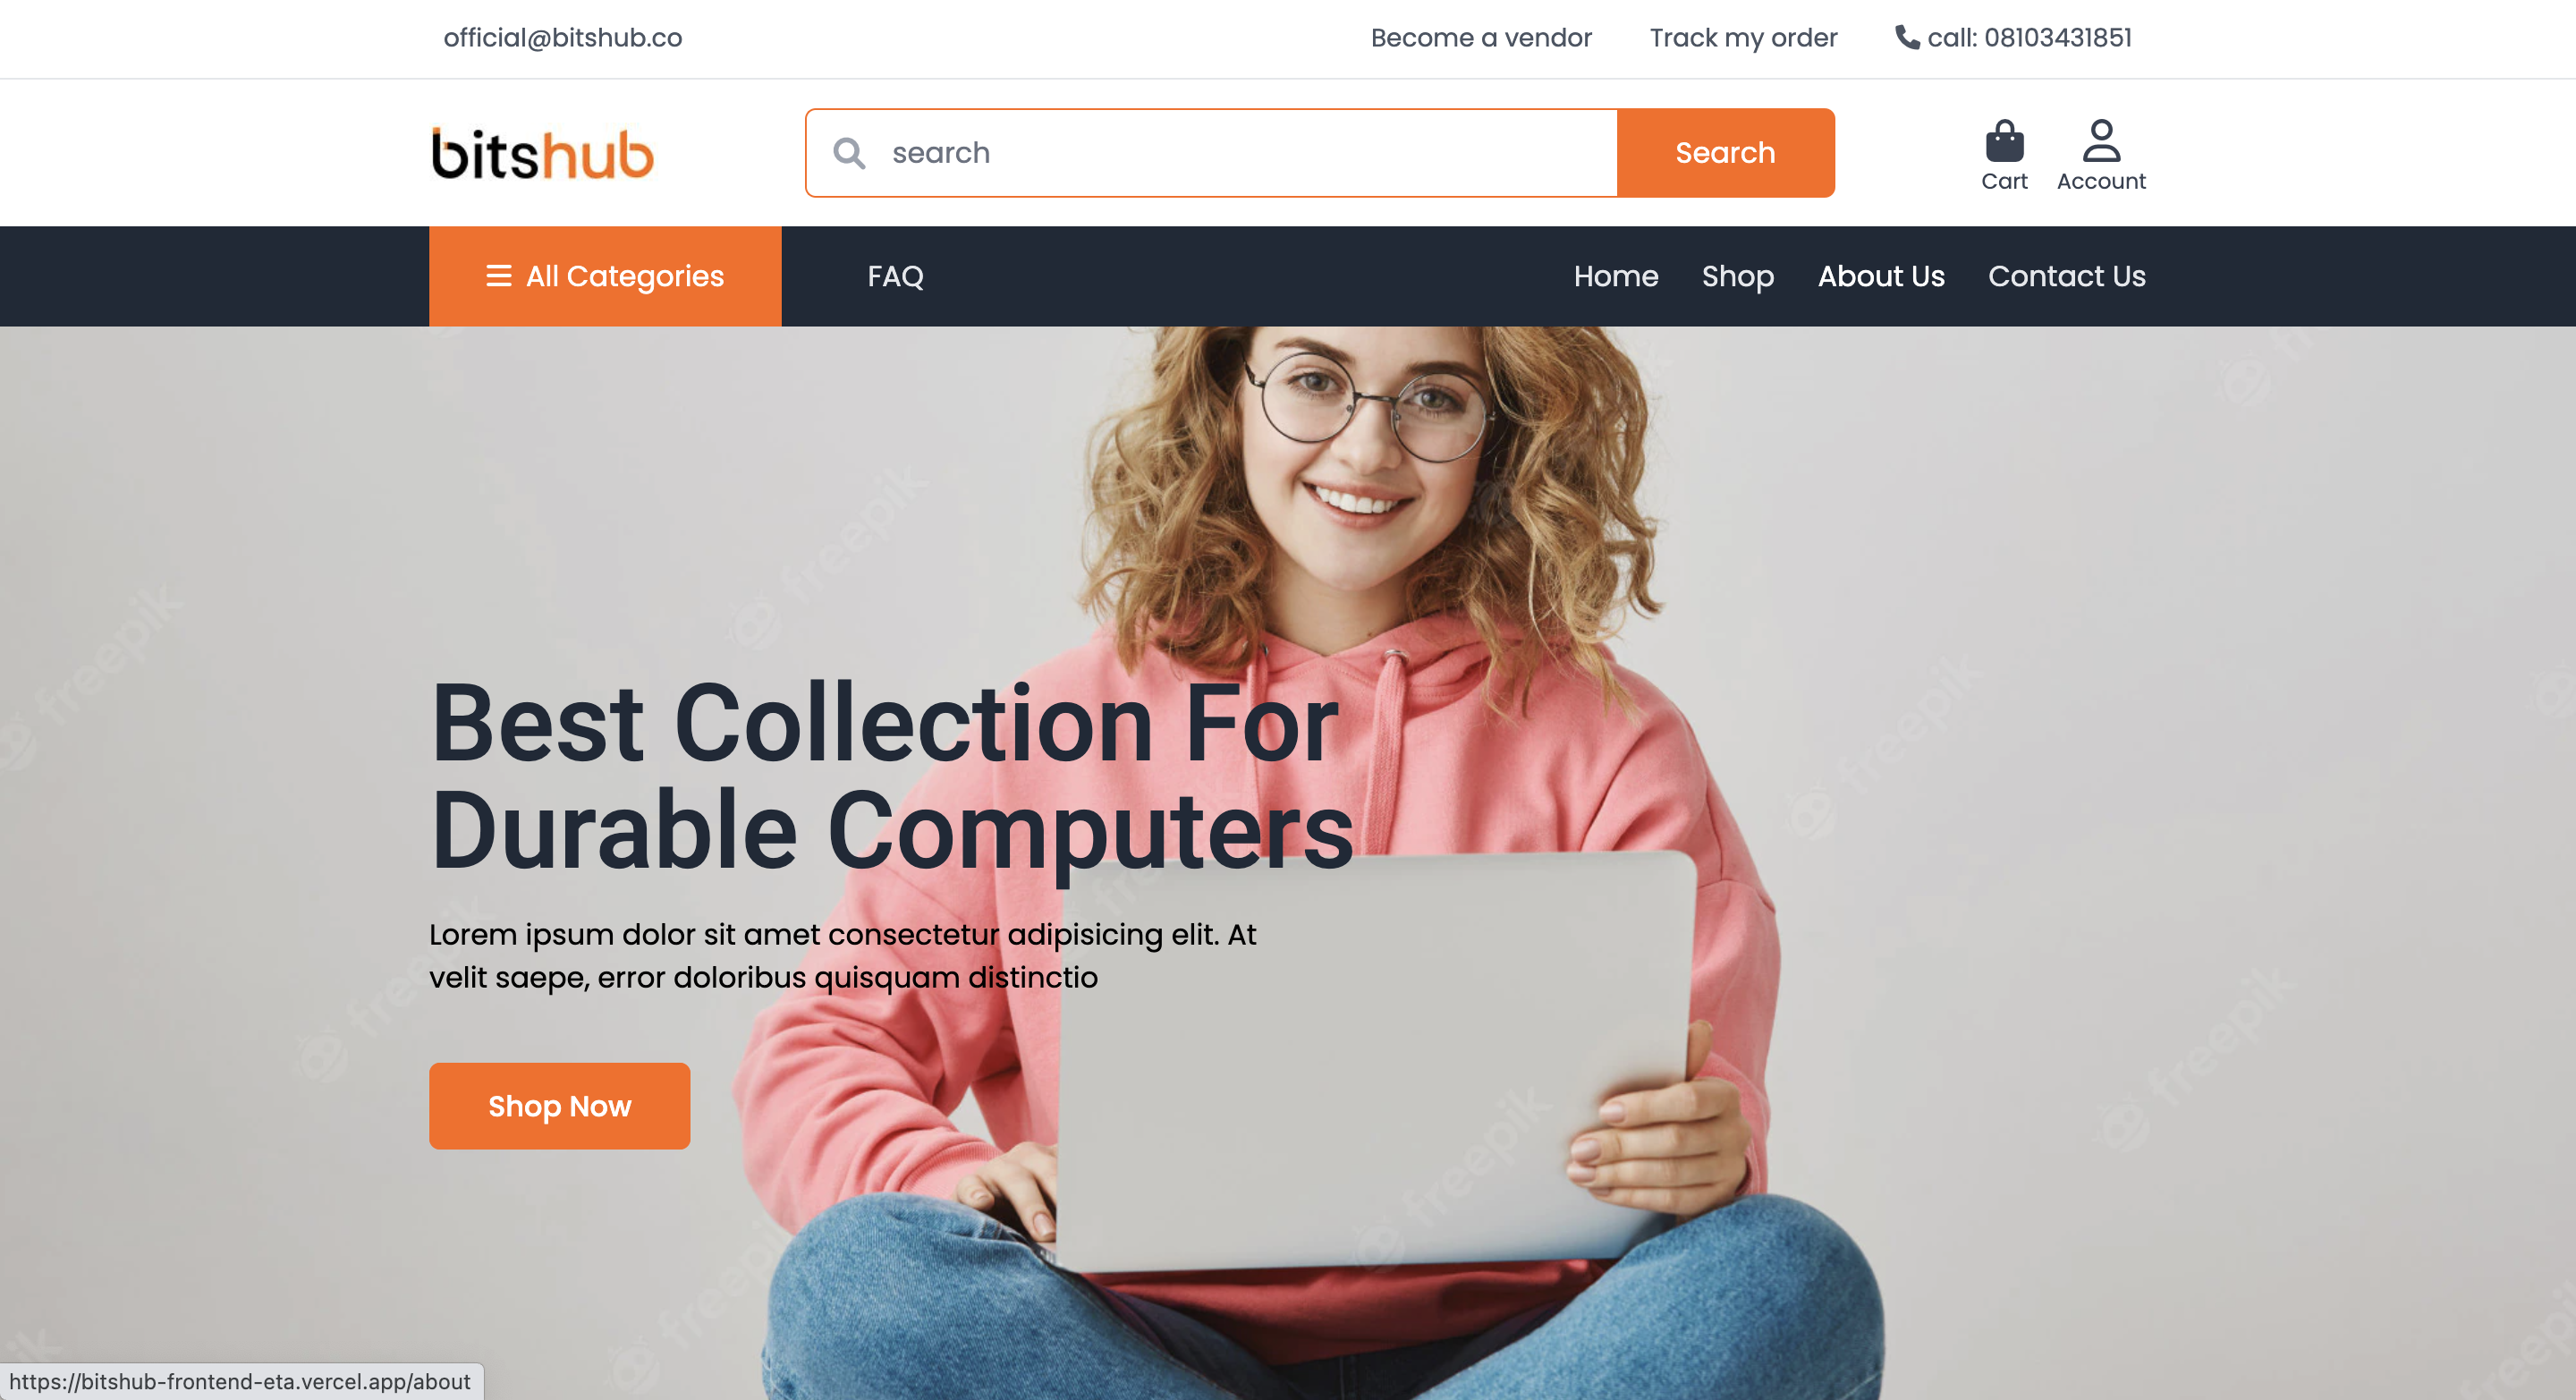 official@bitshub.co
Become a vendor
Track my order
call: 08103431851
bitshub
search
Search
Cart
Account
All Categories
FAQ
Home
Shop
About Us
Contact Us
Best Collection For
Durable Computers
Lorem ipsum dolor sit amet consectetur adipisicing elit. At
velit saepe, error doloribus quisquam distinctio
Shop Now
freepik
freepik
freepik
freepik
freepik
freepik
freepik
https://bitshub-frontend-eta.vercel.app/about